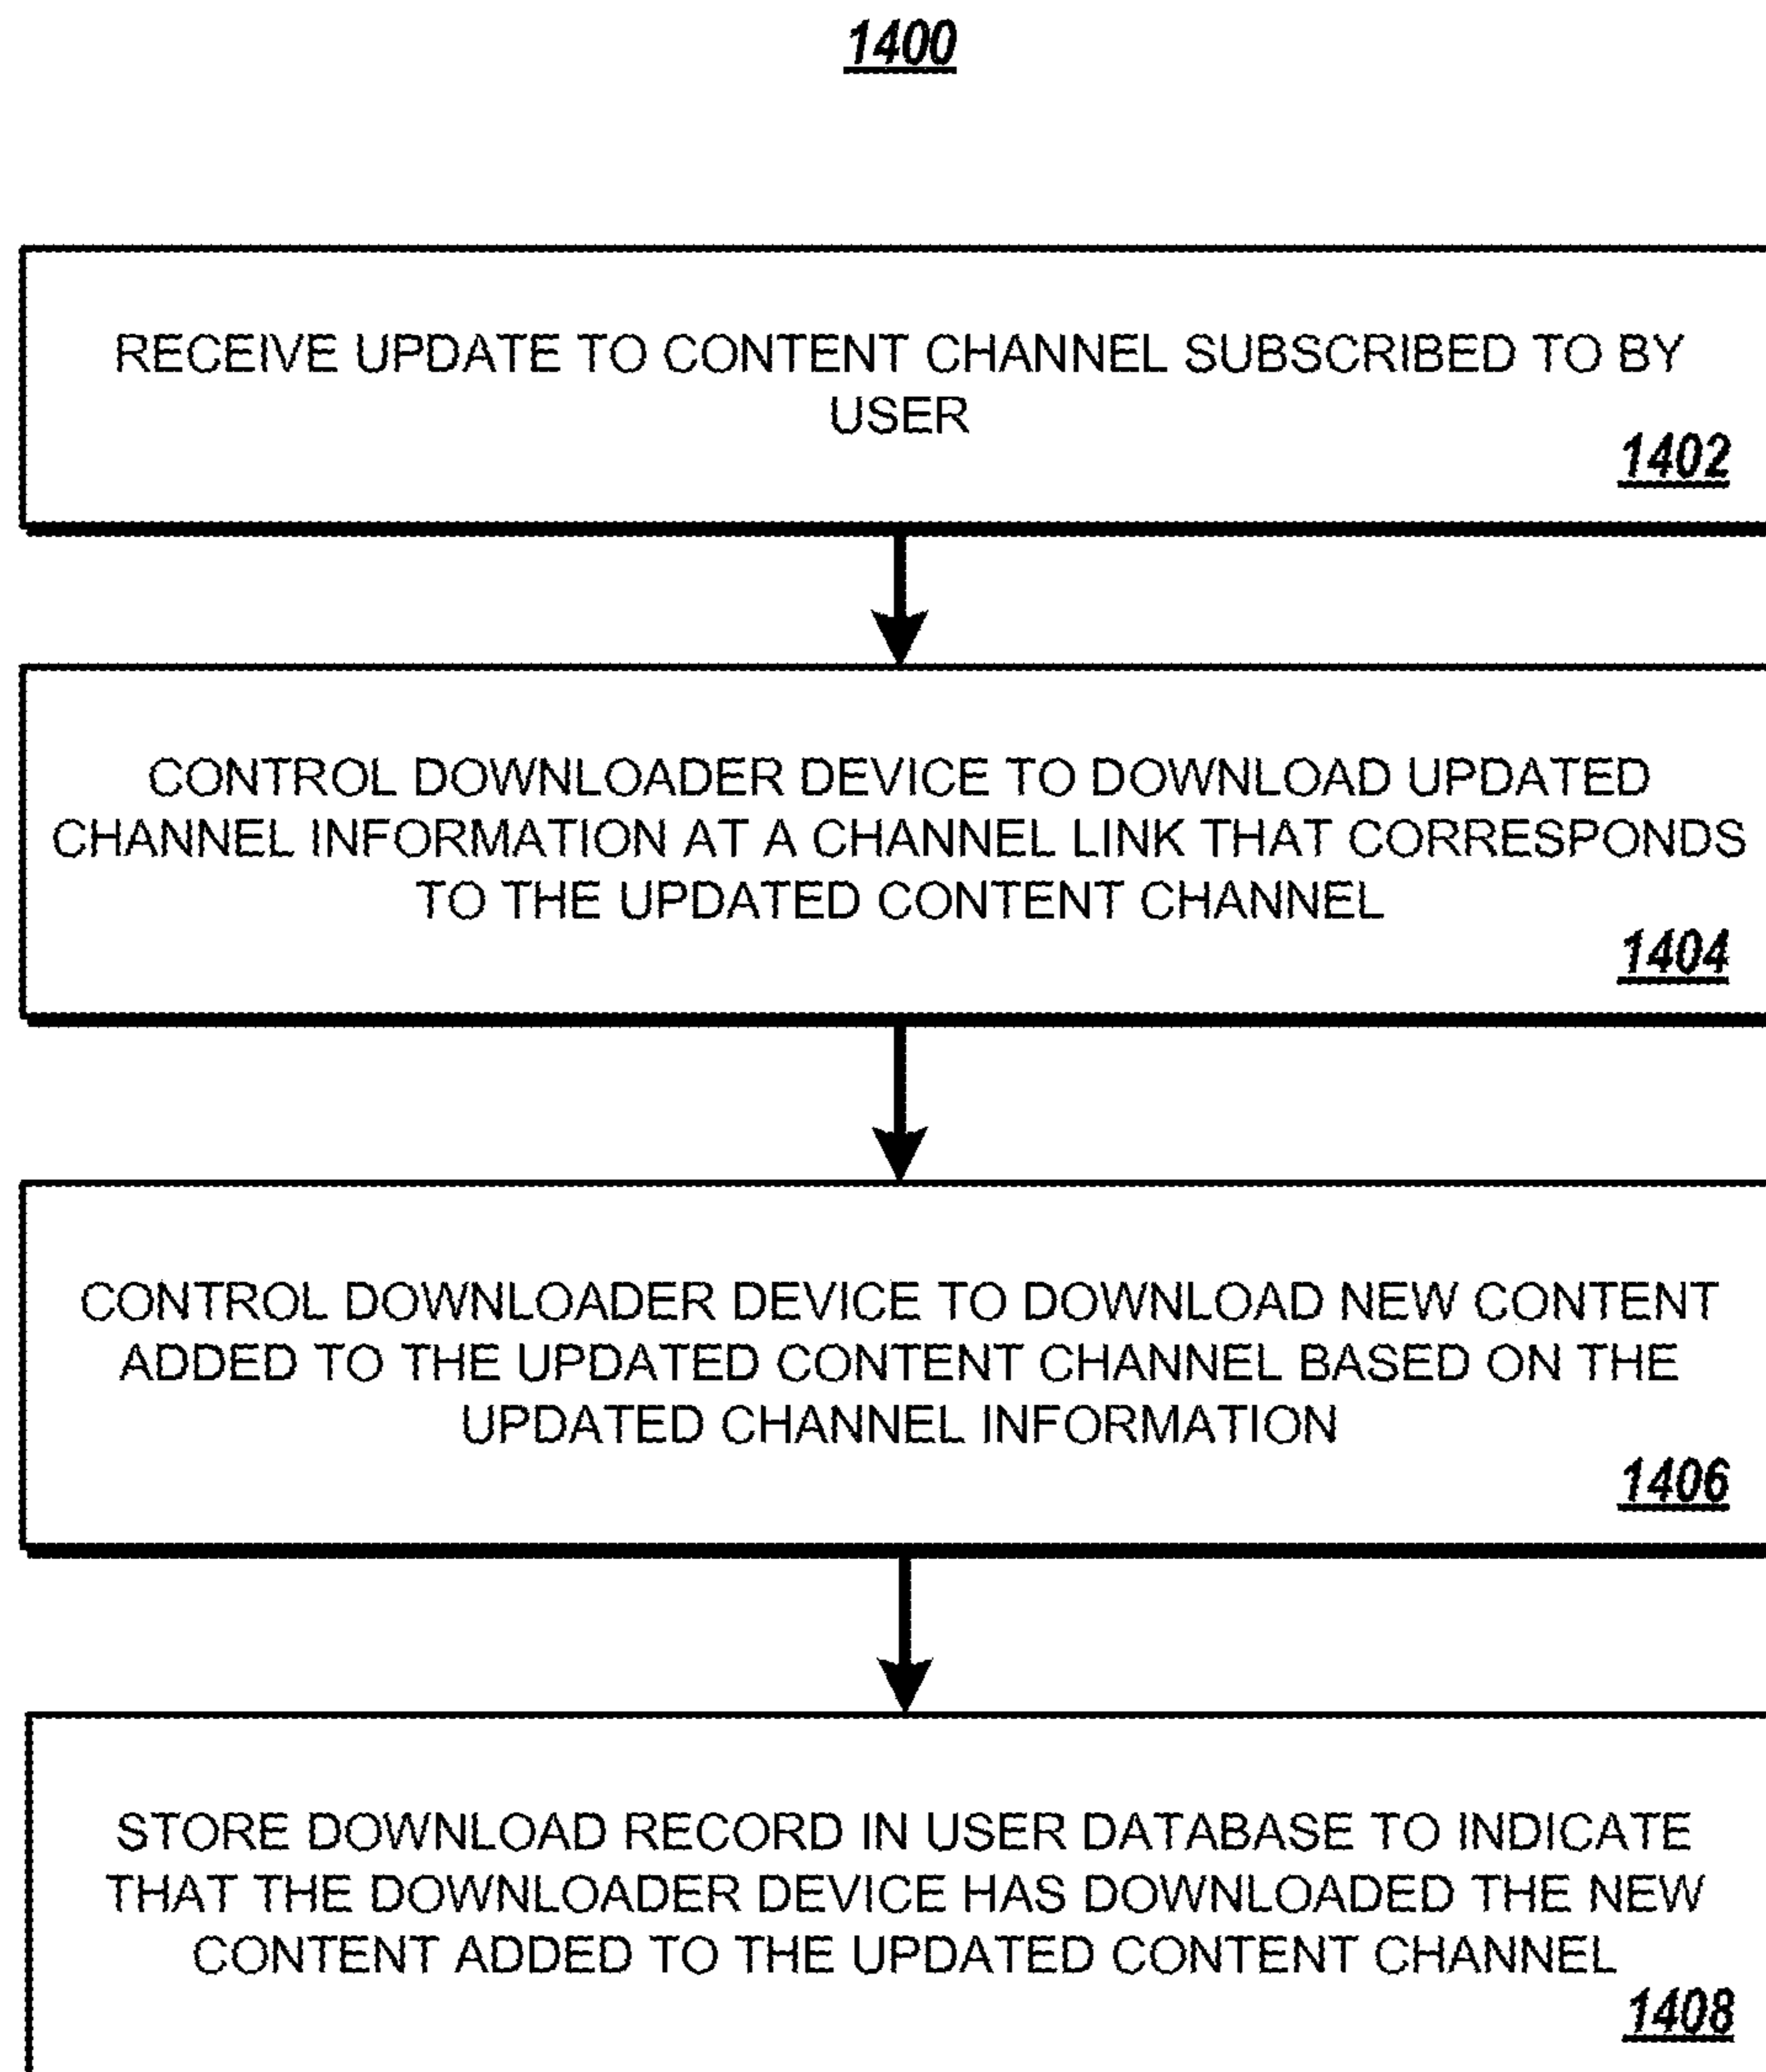 1400
RECEIVE UPDATE TO CONTENT CHANNEL SUBSCRIBED TO BY
USER
1402
CONTROL DOWNLOADER DEVICE TO DOWNLOAD UPDATED
CHANNEL INFORMATION AT A CHANNEL LINK THAT CORRESPONDS
TO THE UPDATED CONTENT CHANNEL
1404
CONTROL DOWNLOADER DEVICE TO DOWNLOAD NEW CONTENT
ADDED TO THE UPDATED CONTENT CHANNEL BASED ON THE
UPDATED CHANNEL INFORMATION
1406
STORE DOWNLOAD RECORD IN USER DATABASE TO INDICATE
THAT THE DOWNLOADER DEVICE HAS DOWNLOADED THE NEW
CONTENT ADDED TO THE UPDATED CONTENT CHANNEL
1408